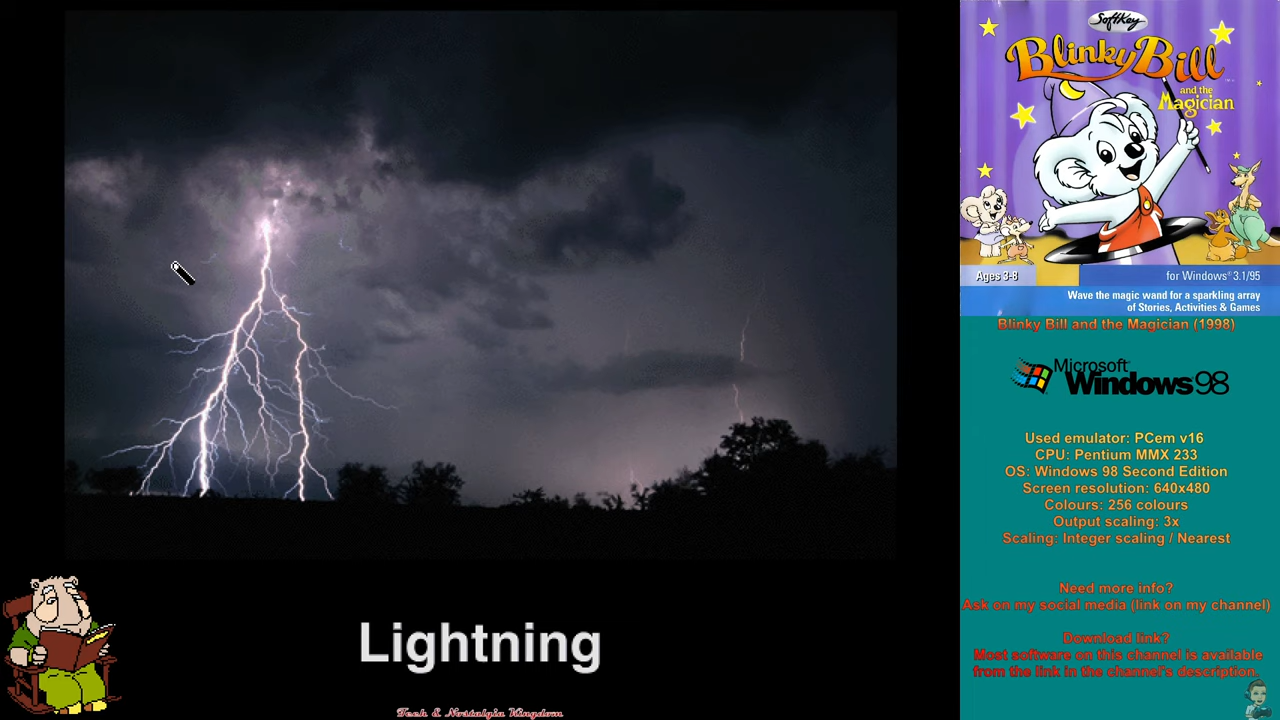 Lightning
Tech & Nostalgia Kingdom
SoftKey
Blinky Bill
and the
Magician
Ages 3-8
for Windows® 3.1/95
Wave the magic wand for a sparkling array
of Stories, Activities & Games
Blinky Bill and the Magician (1998)
Microsoft
Windows 98
Used emulator: PCem v16
CPU: Pentium MMX 233
OS: Windows 98 Second Edition
Screen resolution: 640x480
Colours: 256 colours
Output scaling: 3x
Scaling: Integer scaling / Nearest
Need more info?
Ask on my social media (link on my channel)
Download link?
Most software on this channel is available
from the link in the channel's description.